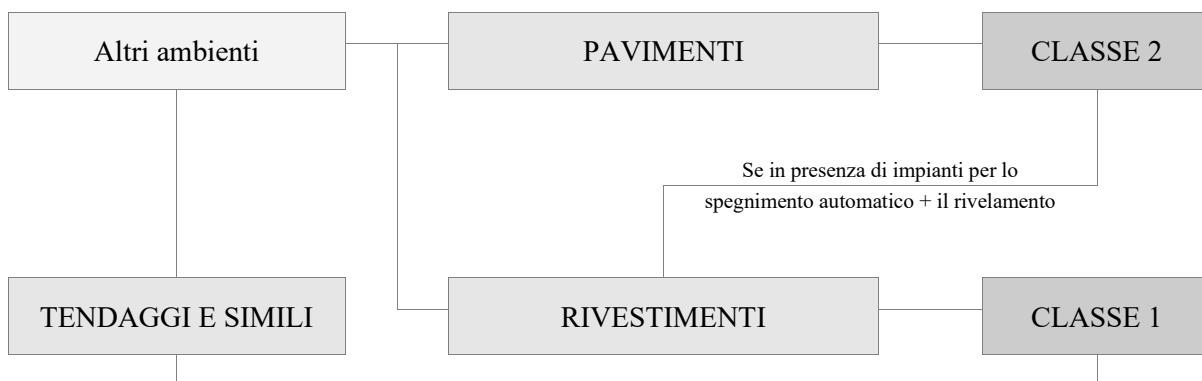 Altri ambienti
PAVIMENTI
CLASSE 2
Se in presenza di impianti per lo
spegnimento automatico + il rivelamento
TENDAGGI E SIMILI
RIVESTIMENTI
CLASSE 1